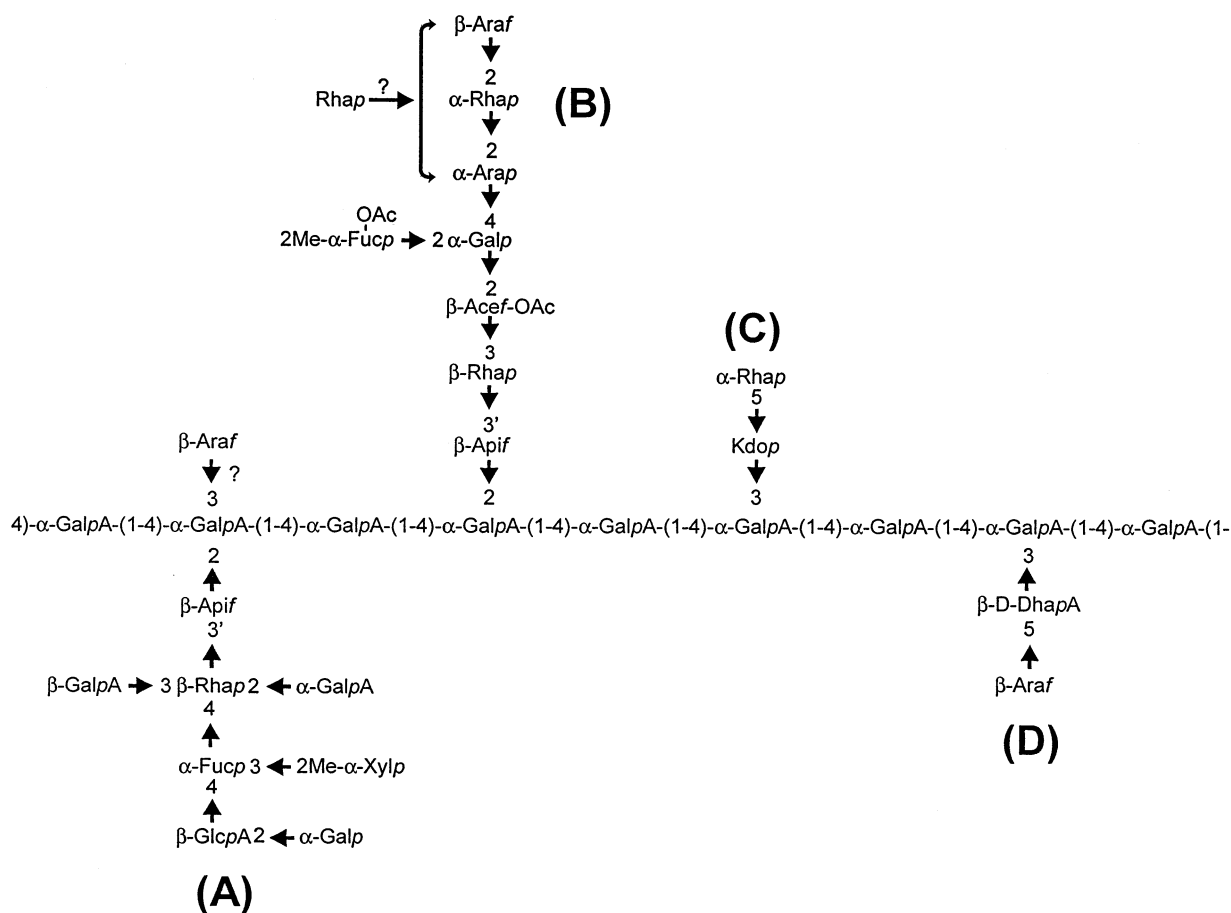 β-Araf
2
Rhap ? α-Rhap (B)
2
α-Arap
OAc
4
2Me-α-Fucp 2 α-Galp
2
β-Acef-OAc
(C)
3
β-Rhap α-Rhap
5
3'
β-Araf β-Apif Kdop
?
3 2 3
4)-α-GalpA-(1-4)-α-GalpA-(1-4)-α-GalpA-(1-4)-α-GalpA-(1-4)-α-GalpA-(1-4)-α-GalpA-(1-4)-α-GalpA-(1-4)-α-GalpA-(1-4)-α-GalpA-(1-
2 3
β-Apif β-D-DhapA
3' 5
β-GalpA 3 β-Rhap 2 α-GalpA β-Araf
4
(D)
α-Fucp 3 2Me-α-Xylp
4
β-GlcpA 2 α-Galp
(A)